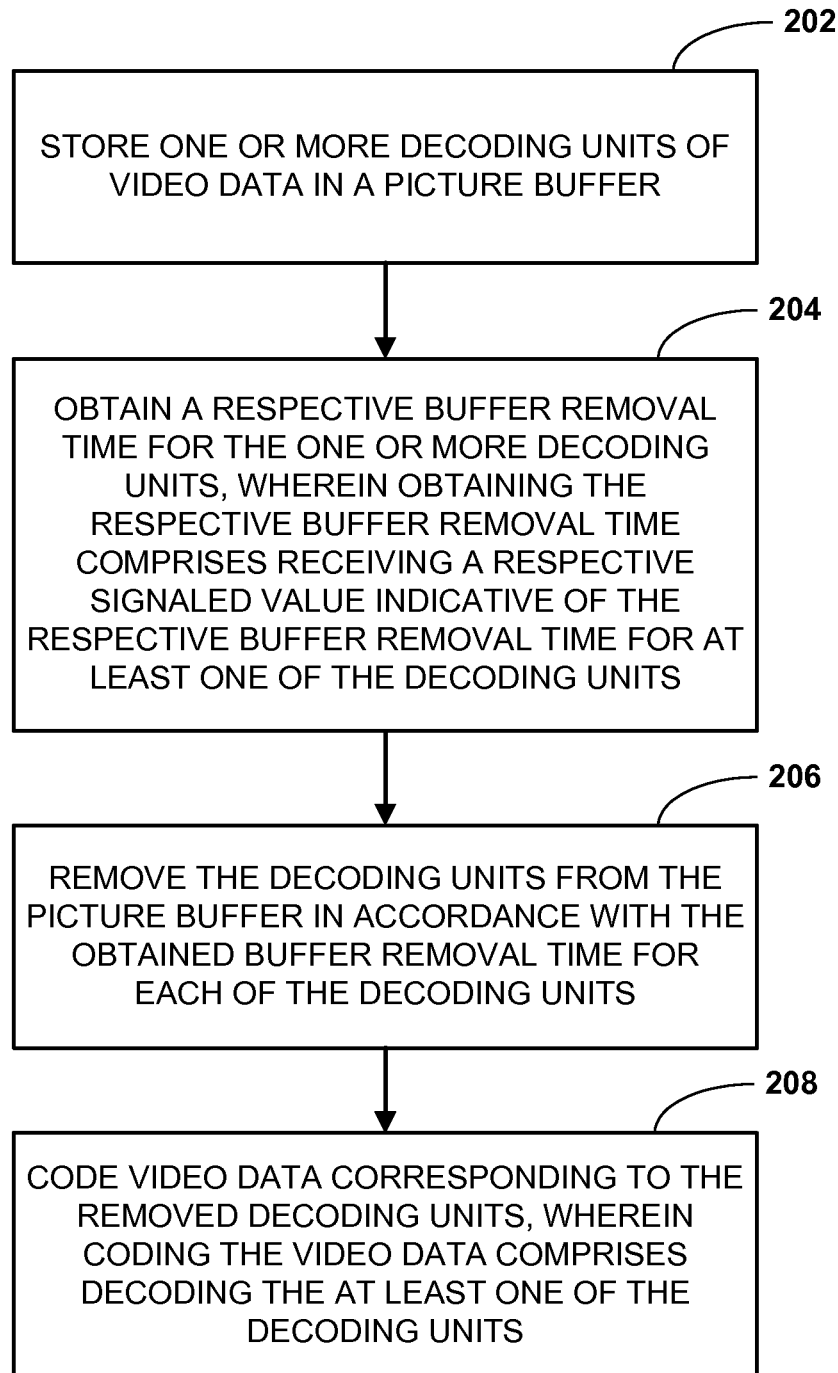 202
STORE ONE OR MORE DECODING UNITS OF
VIDEO DATA IN A PICTURE BUFFER
204
OBTAIN A RESPECTIVE BUFFER REMOVAL
TIME FOR THE ONE OR MORE DECODING
UNITS, WHEREIN OBTAINING THE
RESPECTIVE BUFFER REMOVAL TIME
COMPRISES RECEIVING A RESPECTIVE
SIGNALED VALUE INDICATIVE OF THE
RESPECTIVE BUFFER REMOVAL TIME FOR AT
LEAST ONE OF THE DECODING UNITS
206
REMOVE THE DECODING UNITS FROM THE
PICTURE BUFFER IN ACCORDANCE WITH THE
OBTAINED BUFFER REMOVAL TIME FOR
EACH OF THE DECODING UNITS
208
CODE VIDEO DATA CORRESPONDING TO THE
REMOVED DECODING UNITS, WHEREIN
CODING THE VIDEO DATA COMPRISES
DECODING THE AT LEAST ONE OF THE
DECODING UNITS